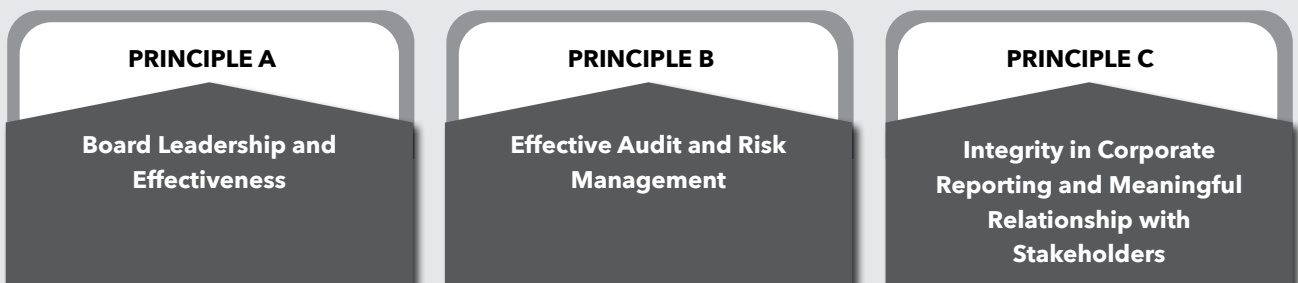 PRINCIPLE A
Board Leadership and
Effectiveness
PRINCIPLE B
Effective Audit and Risk
Management
PRINCIPLE C
Integrity in Corporate
Reporting and Meaningful
Relationship with
Stakeholders